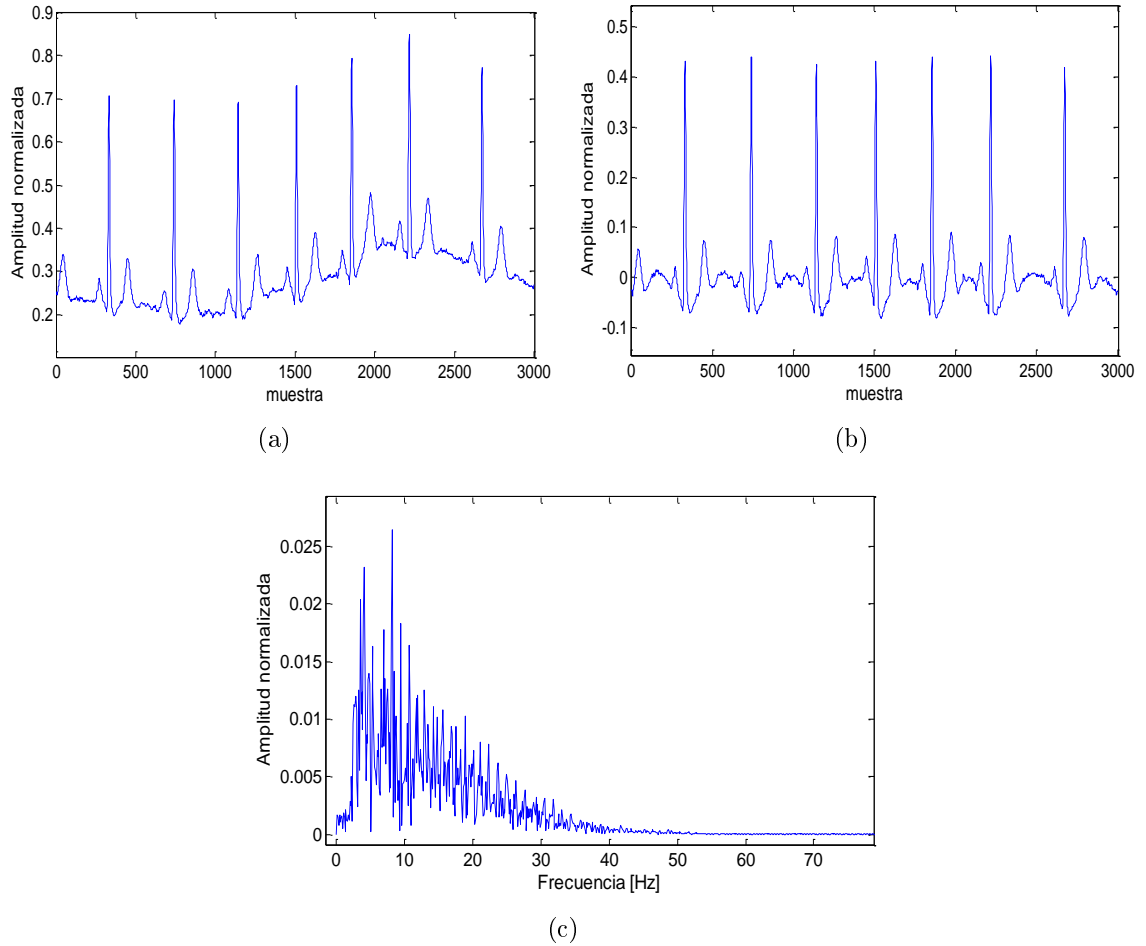 0.9
0.8
0.7
0.6
0.5
0.4
0.3
0.2
Amplitud normalizada
0 500 1000 1500 2000 2500 3000
muestra
(a)
0.5
0.4
0.3
0.2
0.1
0
-0.1
Amplitud normalizada
0 500 1000 1500 2000 2500 3000
muestra
(b)
0.025
0.02
0.015
0.01
0.005
0
Amplitud normalizada
0 10 20 30 40 50 60 70
Frecuencia [Hz]
(c)